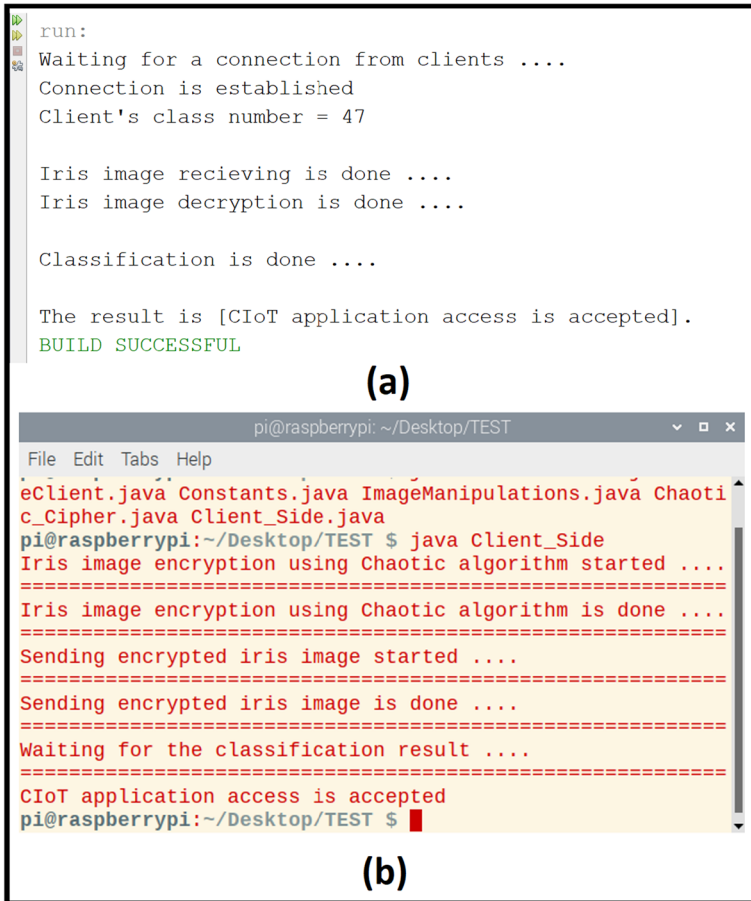 run:
Waiting for a connection from clients ....
Connection is established
Client's class number = 47
Iris image recieving is done ....
Iris image decryption is done ....
Classification is done ....
The result is [CIoT application access is accepted].
BUILD SUCCESSFUL
(a)
pi@raspberrypi: ~/Desktop/TEST
File Edit Tabs Help
eClient.java Constants.java ImageManipulations.java Chaoti
c_Cipher.java Client_Side.java
pi@raspberrypi:~/Desktop/TEST $ java Client_Side
Iris image encryption using Chaotic algorithm started ....
==========================================================
Iris image encryption using Chaotic algorithm is done ....
==========================================================
Sending encrypted iris image started ....
==========================================================
Sending encrypted iris image is done ....
==========================================================
Waiting for the classification result ....
==========================================================
CIoT application access is accepted
pi@raspberrypi:~/Desktop/TEST $
(b)